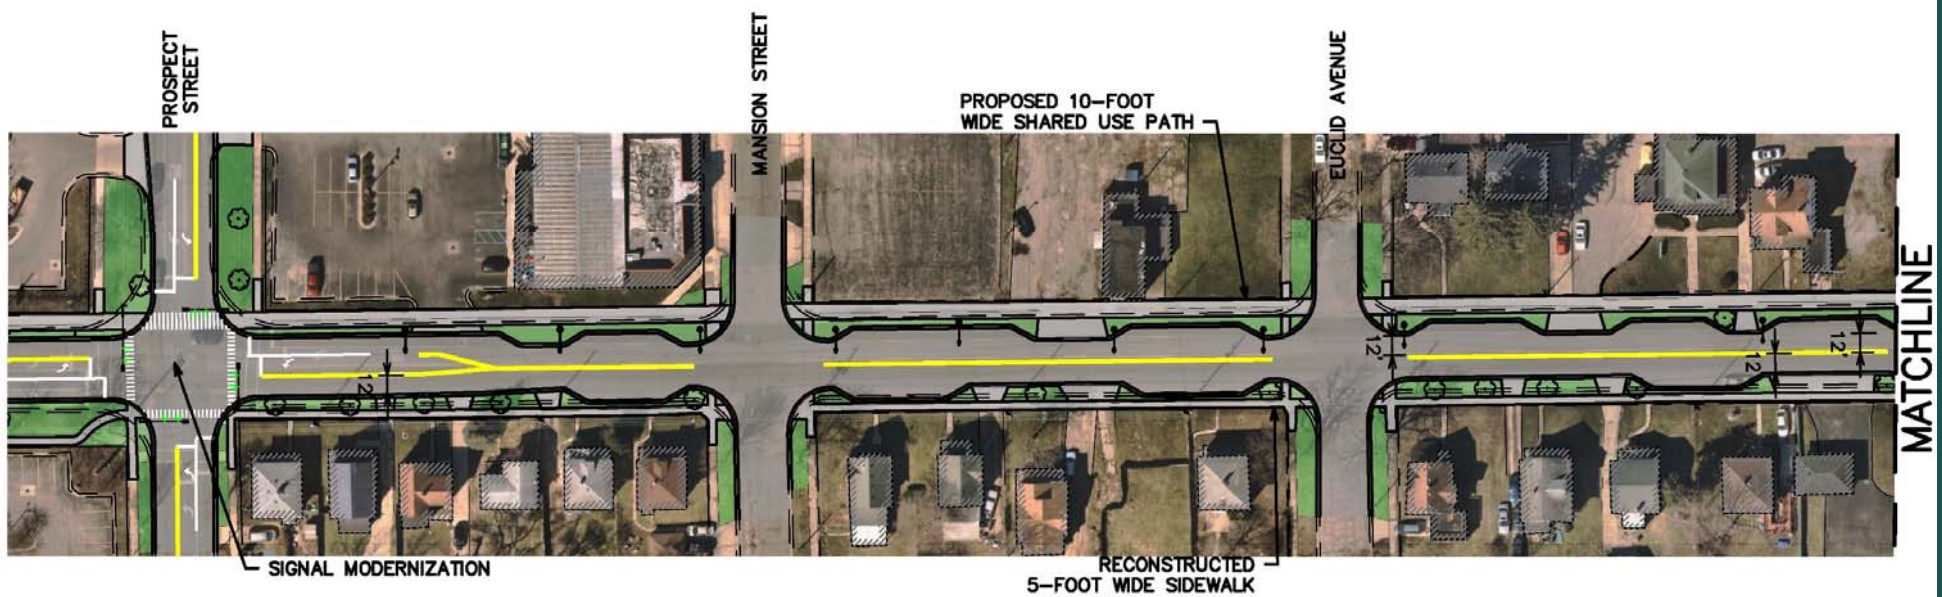 PROSPECT
STREET
MANSION STREET
EUCLID AVENUE
PROPOSED 10-FOOT
WIDE SHARED USE PATH
12'
12'
12'
12'
MATCHLINE
SIGNAL MODERNIZATION
RECONSTRUCTED
5-FOOT WIDE SIDEWALK